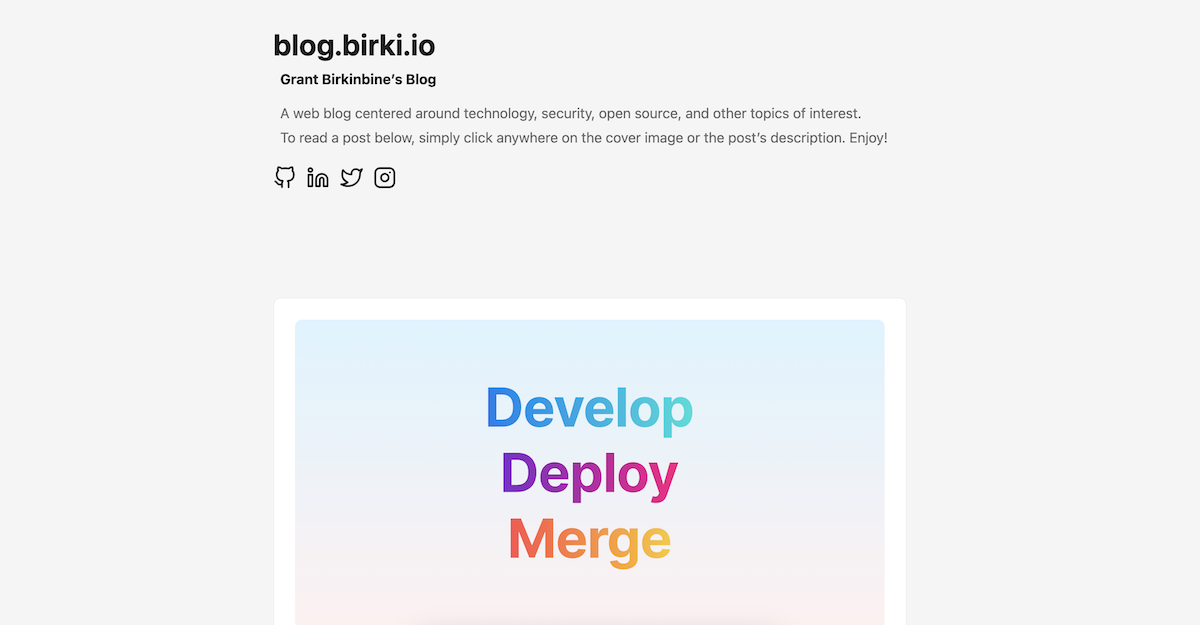 blog.birki.io
Grant Birkinbine’s Blog
A web blog centered around technology, security, open source, and other topics of interest.
To read a post below, simply click anywhere on the cover image or the post’s description. Enjoy!
Develop
Deploy
Merge